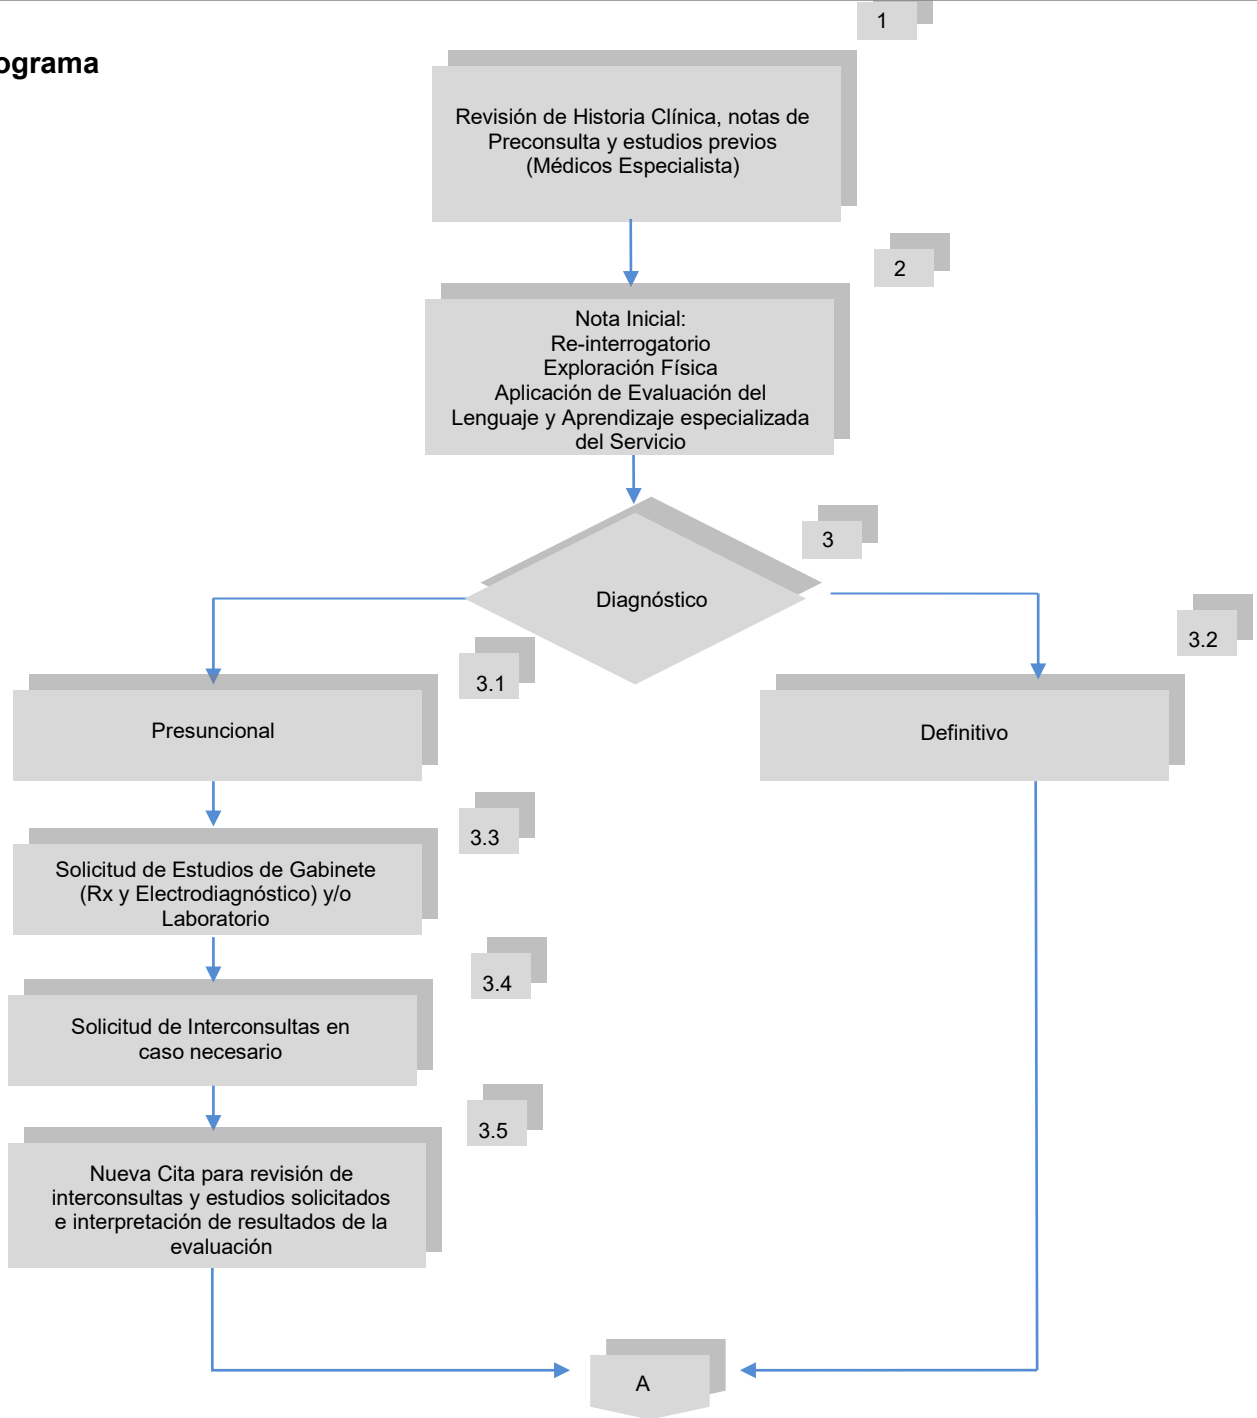 1
ograma
Revisión de Historia Clínica, notas de
Preconsulta y estudios previos
(Médicos Especialista)
2
Nota Inicial:
Re-interrogatorio
Exploración Física
Aplicación de Evaluación del
Lenguaje y Aprendizaje especializada
del Servicio
3
Diagnóstico
3.2
3.1
Presuncional
Definitivo
3.3
Solicitud de Estudios de Gabinete
(Rx y Electrodiagnóstico) y/o
Laboratorio
3.4
Solicitud de Interconsultas en
caso necesario
3.5
Nueva Cita para revisión de
interconsultas y estudios solicitados
e interpretación de resultados de la
evaluación
A